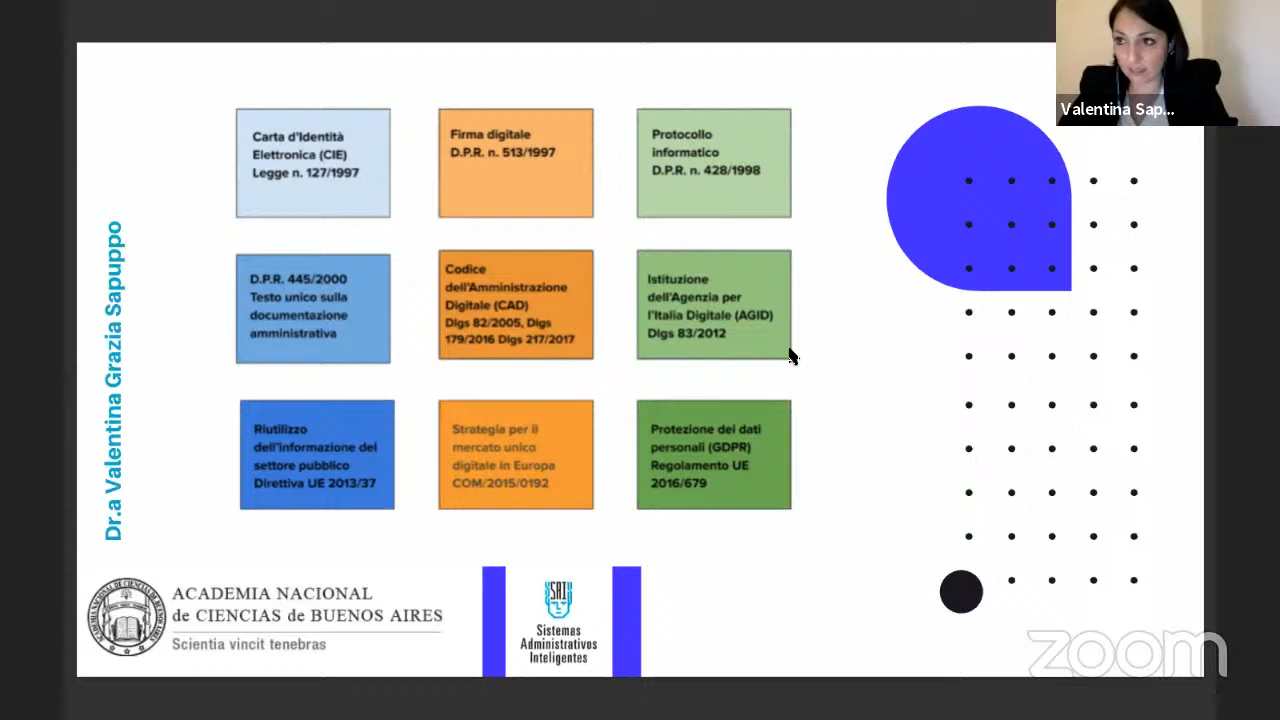 Valentina Sap...
Carta d'Identità
Elettronica (CIE)
Legge n. 127/1997
Firma digitale
D.P.R. n. 513/1997
Protocollo
informatico
D.P.R. n. 428/1998
D.P.R. 445/2000
Testo unico sulla
documentazione
amministrativa
Codice
dell'Amministrazione
Digitale (CAD)
Dlgs 82/2005, Dlgs
179/2016 Dlgs 217/2017
Istituzione
dell'Agenzia per
l'Italia Digitale (AGID)
Dlgs 83/2012
Riutilizzo
dell'informazione del
settore pubblico
Direttiva UE 2013/37
Strategia per il
mercato unico
digitale in Europa
COM/2015/0192
Protezione dei dati
personali (GDPR)
Regolamento UE
2016/679
Dr.a Valentina Grazia Sapuppo
ACADEMIA NACIONAL
de CIENCIAS de BUENOS AIRES
Scientia vincit tenebras
SAI
Sistemas
Administrativos
Inteligentes
zoom